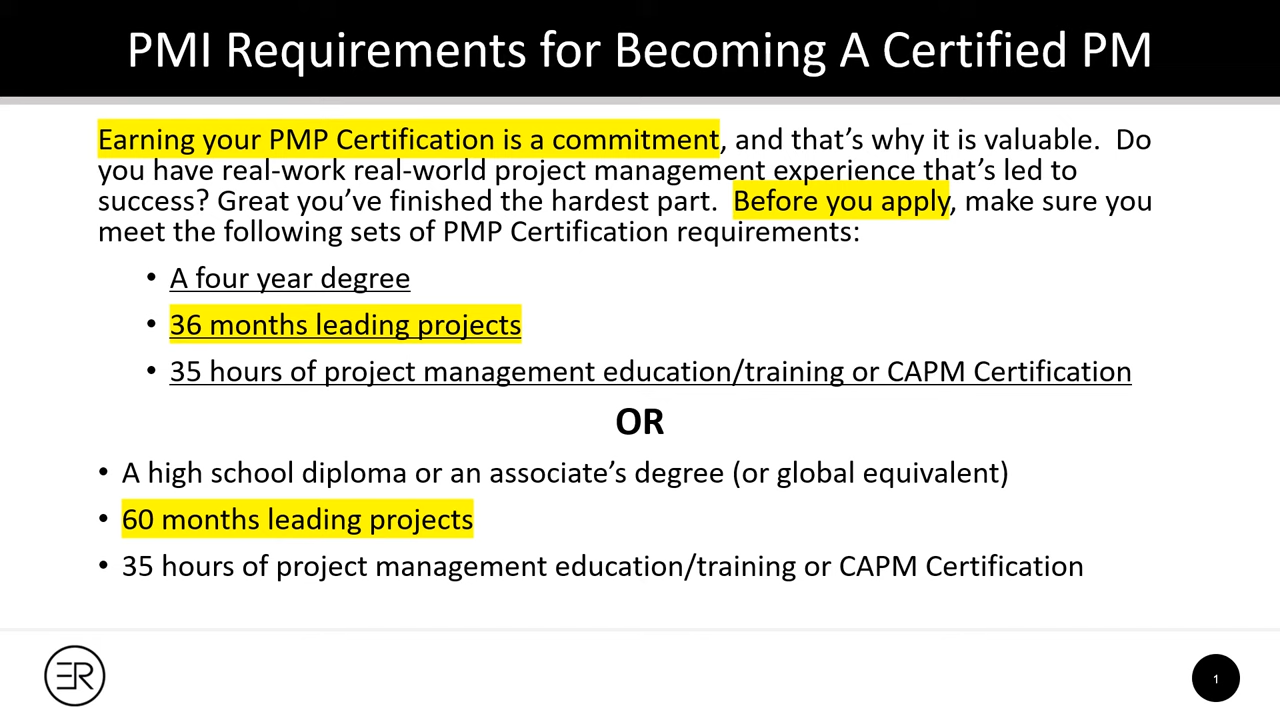 PMI Requirements for Becoming A Certified PM
Earning your PMP Certification is a commitment, and that’s why it is valuable.  Do
you have real-work real-world project management experience that’s led to
success? Great you’ve finished the hardest part.  Before you apply, make sure you
meet the following sets of PMP Certification requirements:
• A four year degree
• 36 months leading projects
• 35 hours of project management education/training or CAPM Certification
OR
• A high school diploma or an associate’s degree (or global equivalent)
• 60 months leading projects
• 35 hours of project management education/training or CAPM Certification
ER
1